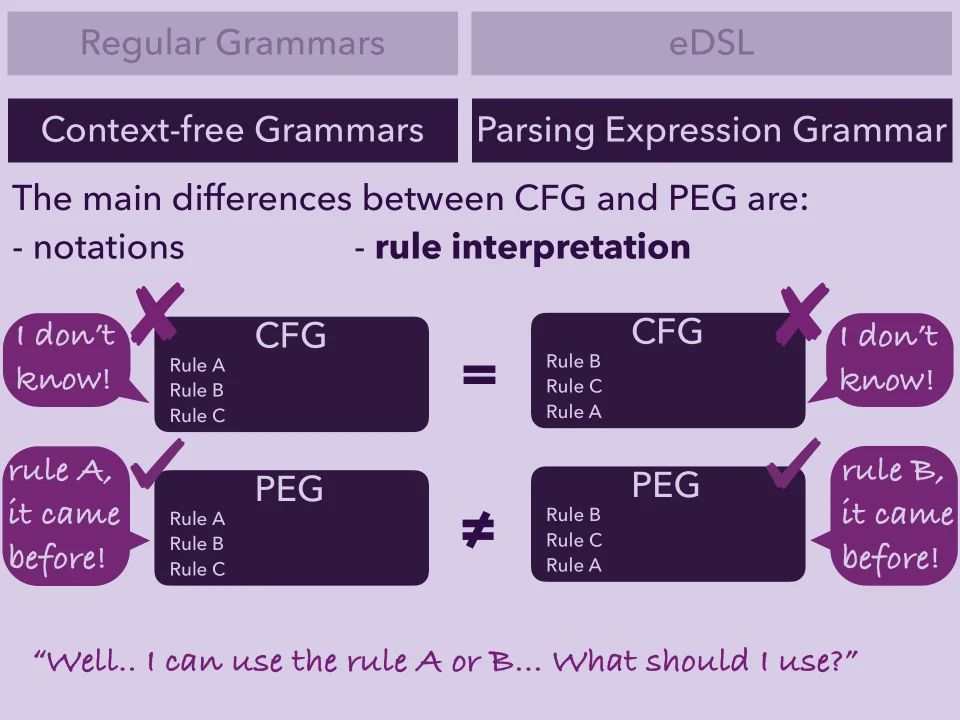 Regular Grammars
eDSL
Context-free Grammars
Parsing Expression Grammar
The main differences between CFG and PEG are:
- notations
- rule interpretation
I don't
know!
CFG
Rule A
Rule B
Rule C
=
CFG
Rule B
Rule C
Rule A
I don't
know!
rule A,
it came
before!
PEG
Rule A
Rule B
Rule C
≠
PEG
Rule B
Rule C
Rule A
rule B,
it came
before!
“Well.. I can use the rule A or B... What should I use?”